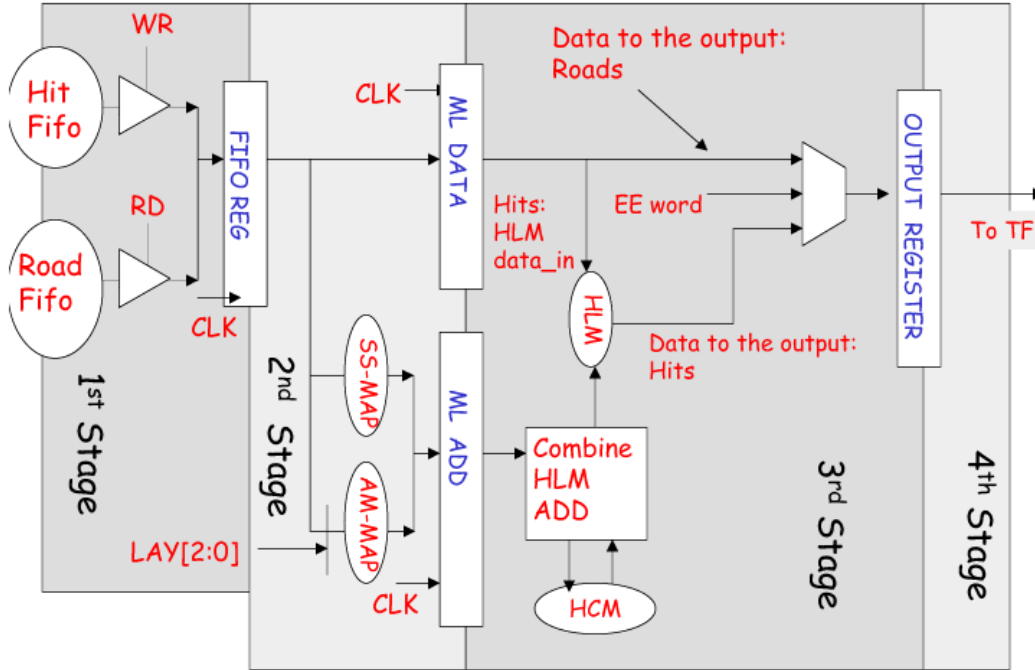 WR
Hit
Fifo
RD
Road
Fifo
CLK
FIFO REG
1st Stage
2nd Stage
SS-MAP
AM-MAP
LAY[2:0]
CLK
CLK
ML DATA
ML ADD
Data to the output:
Roads
Hits:
HLM
data_in
EE word
HLM
Data to the output:
Hits
Combine
HLM
ADD
HCM
3rd Stage
OUTPUT REGISTER
To TF
4th Stage